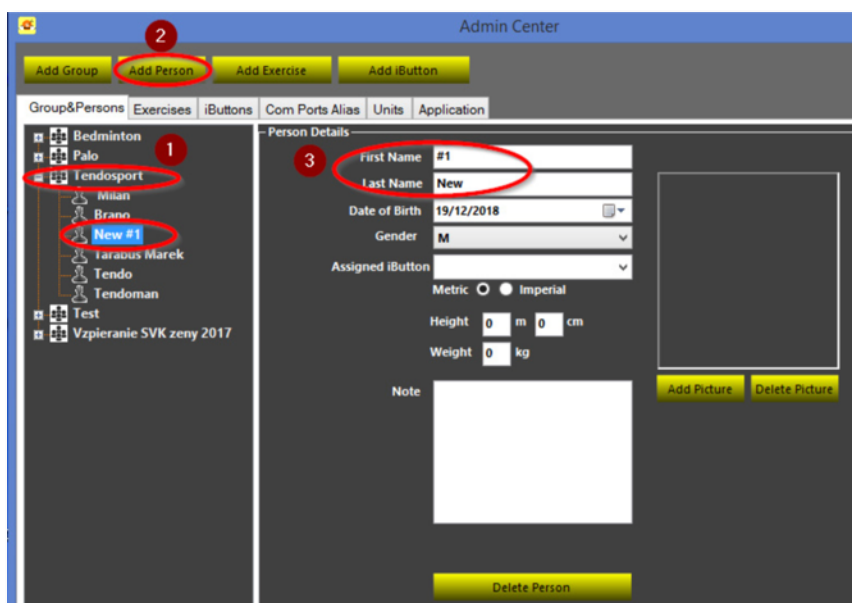 Admin Center
2
Add Group Add Person Add Exercise Add iButton
Group&Persons Exercises iButtons Com Ports Alias Units Application
Bedminton
1
Palo
Tendosport
Milan
Brano
New #1
Tarabus Marek
Tendo
Tendoman
Test
Vzpieranie SVK zeny 2017
Person Details
3
First Name #1
Last Name New
Date of Birth 19/12/2018
Gender M
Assigned iButton
Metric Imperial
Height 0 m 0 cm
Weight 0 kg
Note
Add Picture Delete Picture
Delete Person